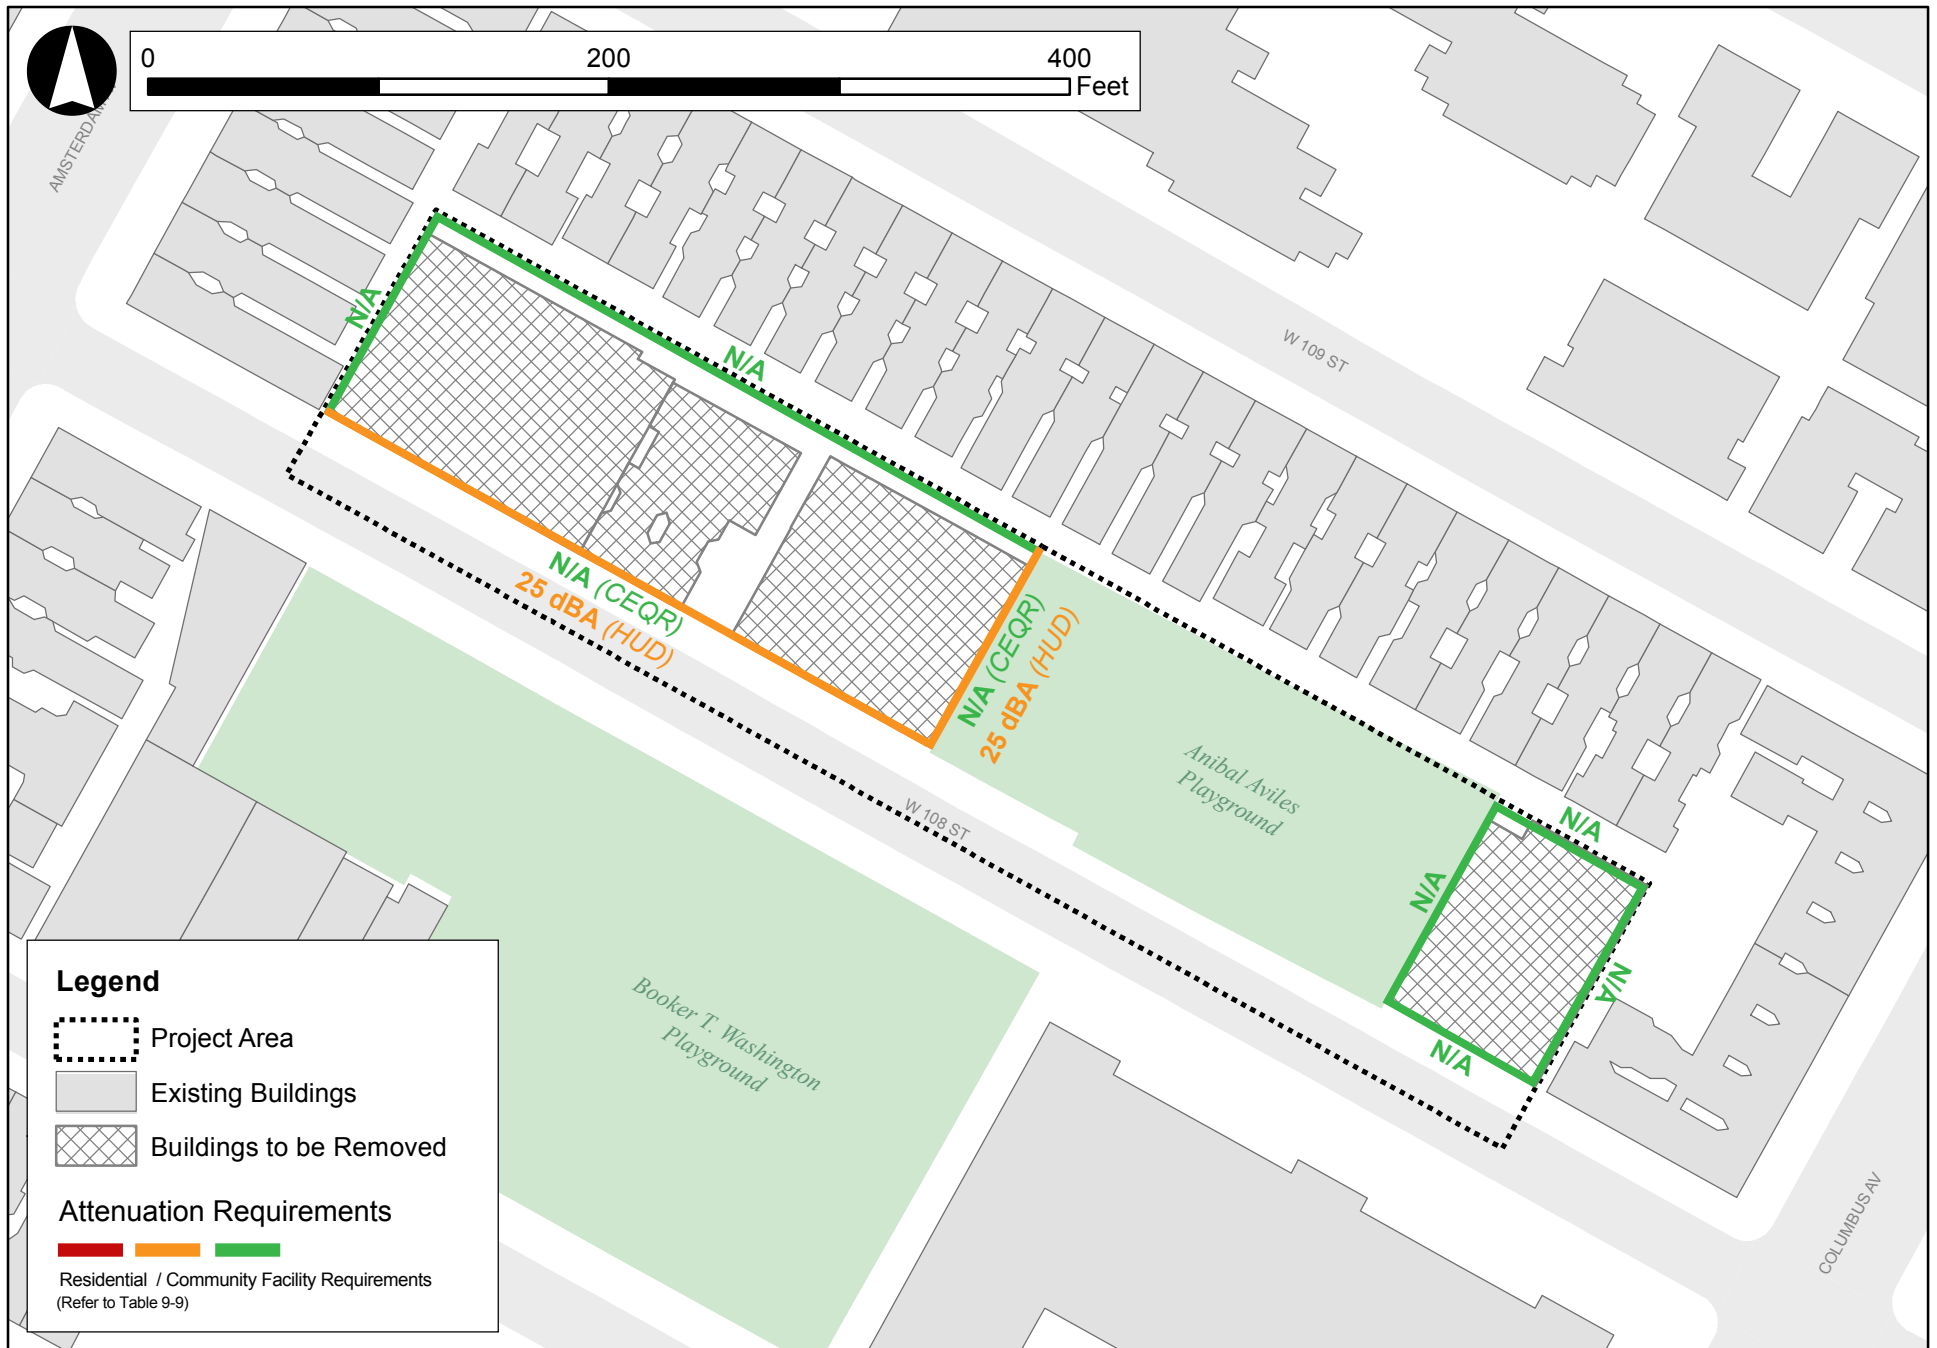 0 200 400
Feet
W 109 ST
N/A
N/A
N/A (CEQR)
25 dBA (HUD)
N/A (CEQR)
25 dBA (HUD)
Anibal Aviles
Playground
W 108 ST
N/A
N/A
N/A
N/A
Booker T. Washington
Playground
COLUMBUS AV
Legend
Project Area
Existing Buildings
Buildings to be Removed
Attenuation Requirements
Residential / Community Facility Requirements
(Refer to Table 9-9)